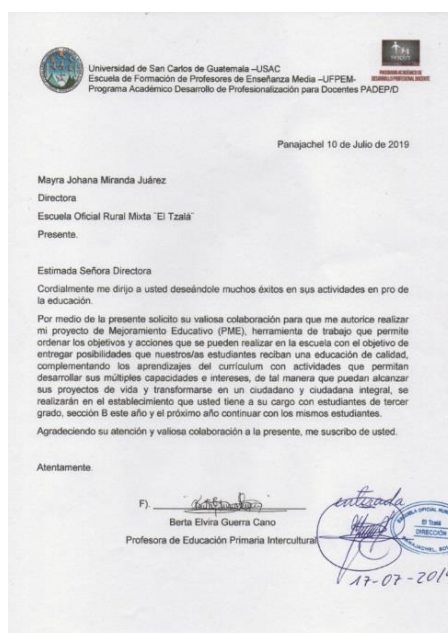 Universidad de San Carlos de Guatemala –USAC
Escuela de Formación de Profesores de Enseñanza Media –UFPEM-
Programa Académico Desarrollo de Profesionalización para Docentes PADEP/D
Panajachel 10 de Julio de 2019
Mayra Johana Miranda Juárez
Directora
Escuela Oficial Rural Mixta ¨El Tzalá¨
Presente.
Estimada Señora Directora
Cordialmente me dirijo a usted deseándole muchos éxitos en sus actividades en pro de
la educación.
Por medio de la presente solicito su valiosa colaboración para que me autorice realizar
mi proyecto de Mejoramiento Educativo (PME), herramienta de trabajo que permite
ordenar los objetivos y acciones que se pueden realizar en la escuela con el objetivo de
entregar posibilidades que nuestros/as estudiantes reciban una educación de calidad,
complementando los aprendizajes del currículum con actividades que permitan
desarrollar sus múltiples capacidades e intereses, de tal manera que puedan alcanzar
sus proyectos de vida y transformarse en un ciudadano y ciudadana integral, se
realizarán en el establecimiento que usted tiene a su cargo con estudiantes de tercer
grado, sección B este año y el próximo año continuar con los mismos estudiantes.
Agradeciendo su atención y valiosa colaboración a la presente, me suscribo de usted.
Atentamente.
F).
Berta Elvira Guerra Cano
Profesora de Educación Primaria Intercultural
El Tzalá
DIRECCIÓN
17-07-2019